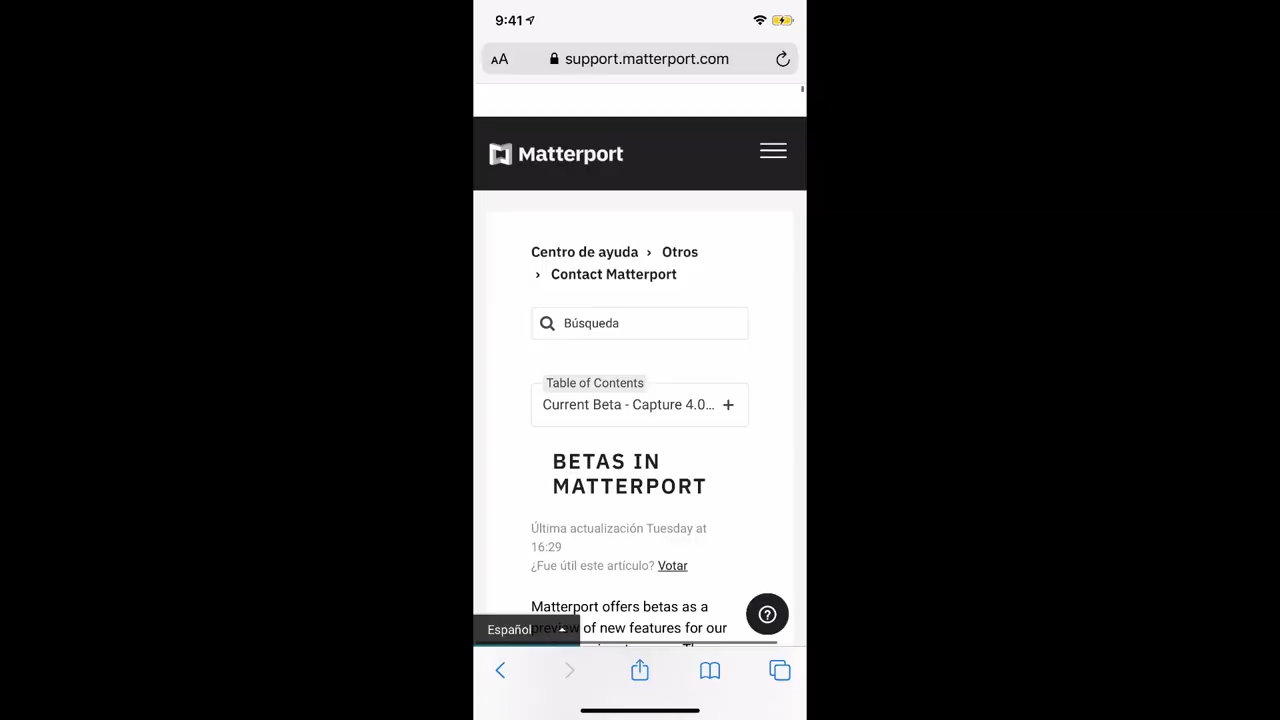 9:41
AA support.matterport.com
Matterport
Centro de ayuda › Otros
› Contact Matterport
Búsqueda
Table of Contents
Current Beta - Capture 4.0... +
BETAS IN
MATTERPORT
Última actualización Tuesday at
16:29
¿Fue útil este artículo? Votar
Matterport offers betas as a
preview of new features for our
Español